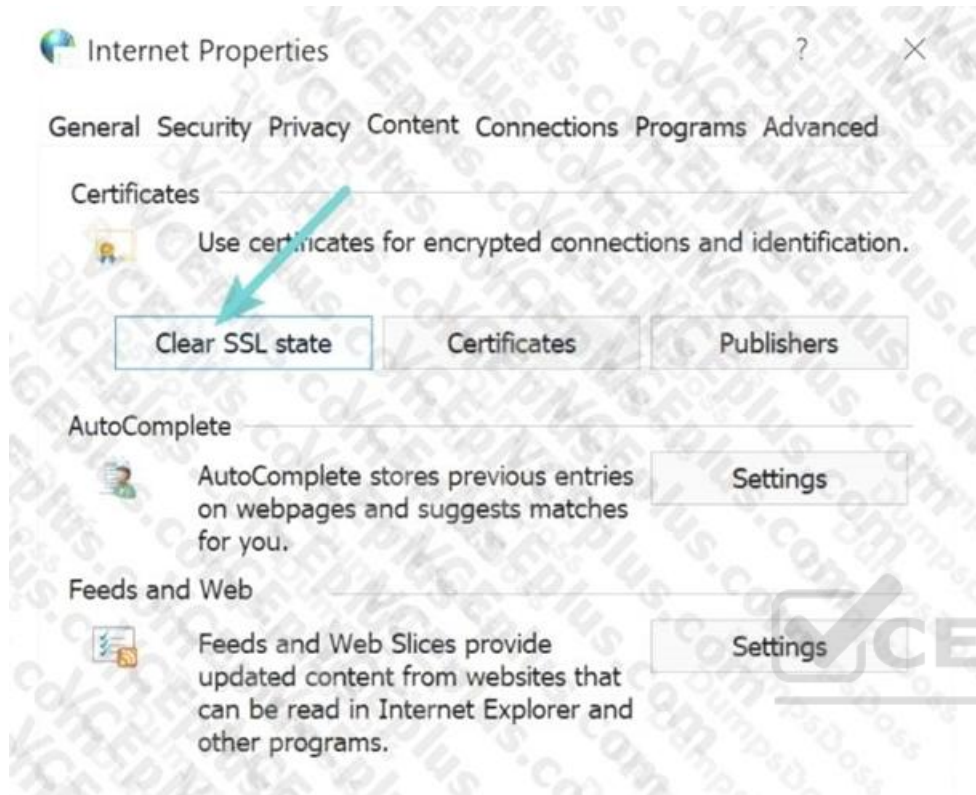 Internet Properties
?
General Security Privacy Content Connections Programs Advanced
Certificates
Use certificates for encrypted connections and identification.
Clear SSL state
Certificates
Publishers
AutoComplete
AutoComplete stores previous entries
on webpages and suggests matches
for you.
Settings
Feeds and Web
Feeds and Web Slices provide
updated content from websites that
can be read in Internet Explorer and
other programs.
Settings
CE